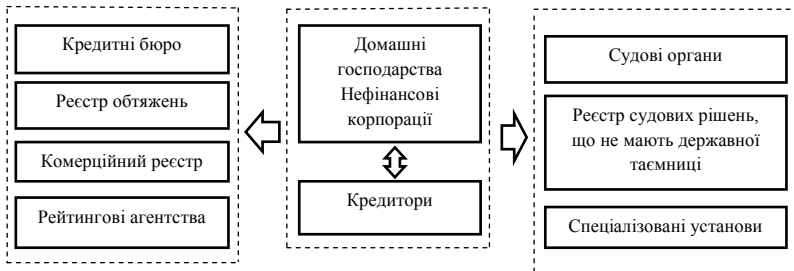 Кредитні бюро
Реєстр обтяжень
Комерційний реєстр
Рейтингові агентства
Домашні
господарства
Нефінансові
корпорації
Кредитори
Судові органи
Реєстр судових рішень,
що не мають державної
таємниці
Спеціалізовані установи